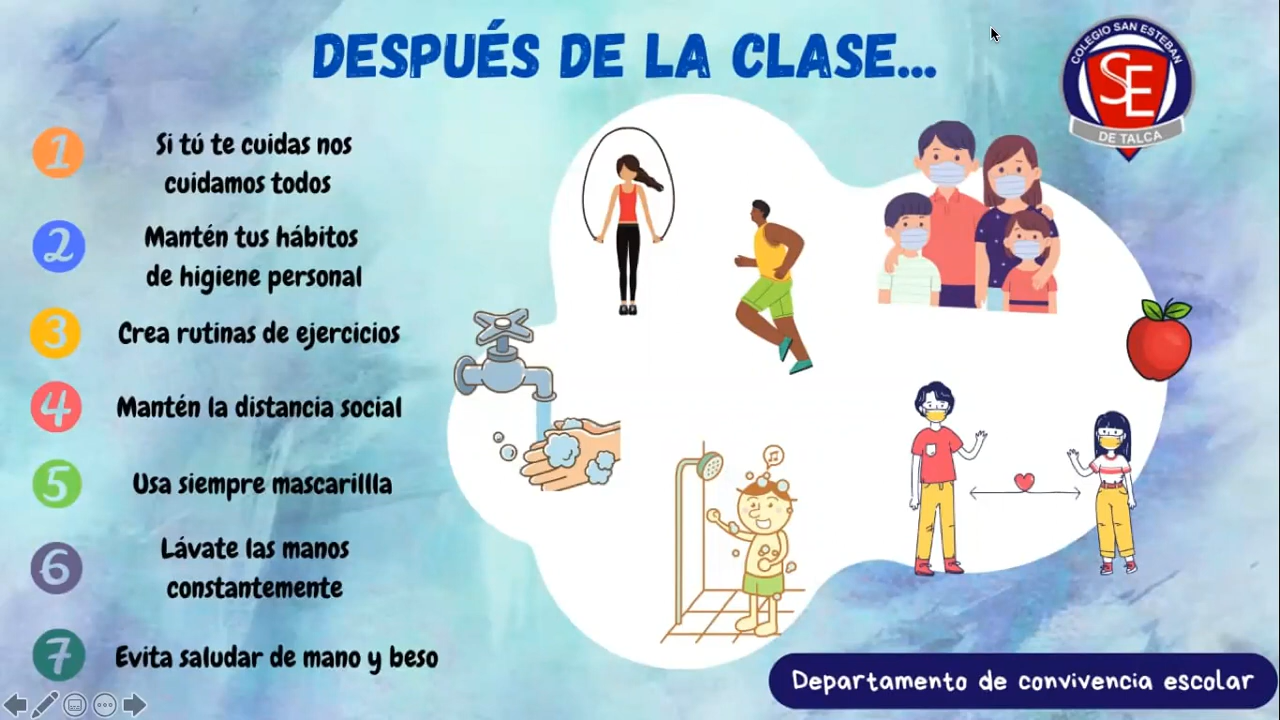 DESPUÉS DE LA CLASE...
COLEGIO SAN ESTEBAN
SE
DE TALCA
1
Si tú te cuidas nos
cuidamos todos
2
Mantén tus hábitos
de higiene personal
3
Crea rutinas de ejercicios
4
Mantén la distancia social
5
Usa siempre mascarillla
6
Lávate las manos
constantemente
7
Evita saludar de mano y beso
Departamento de convivencia escolar